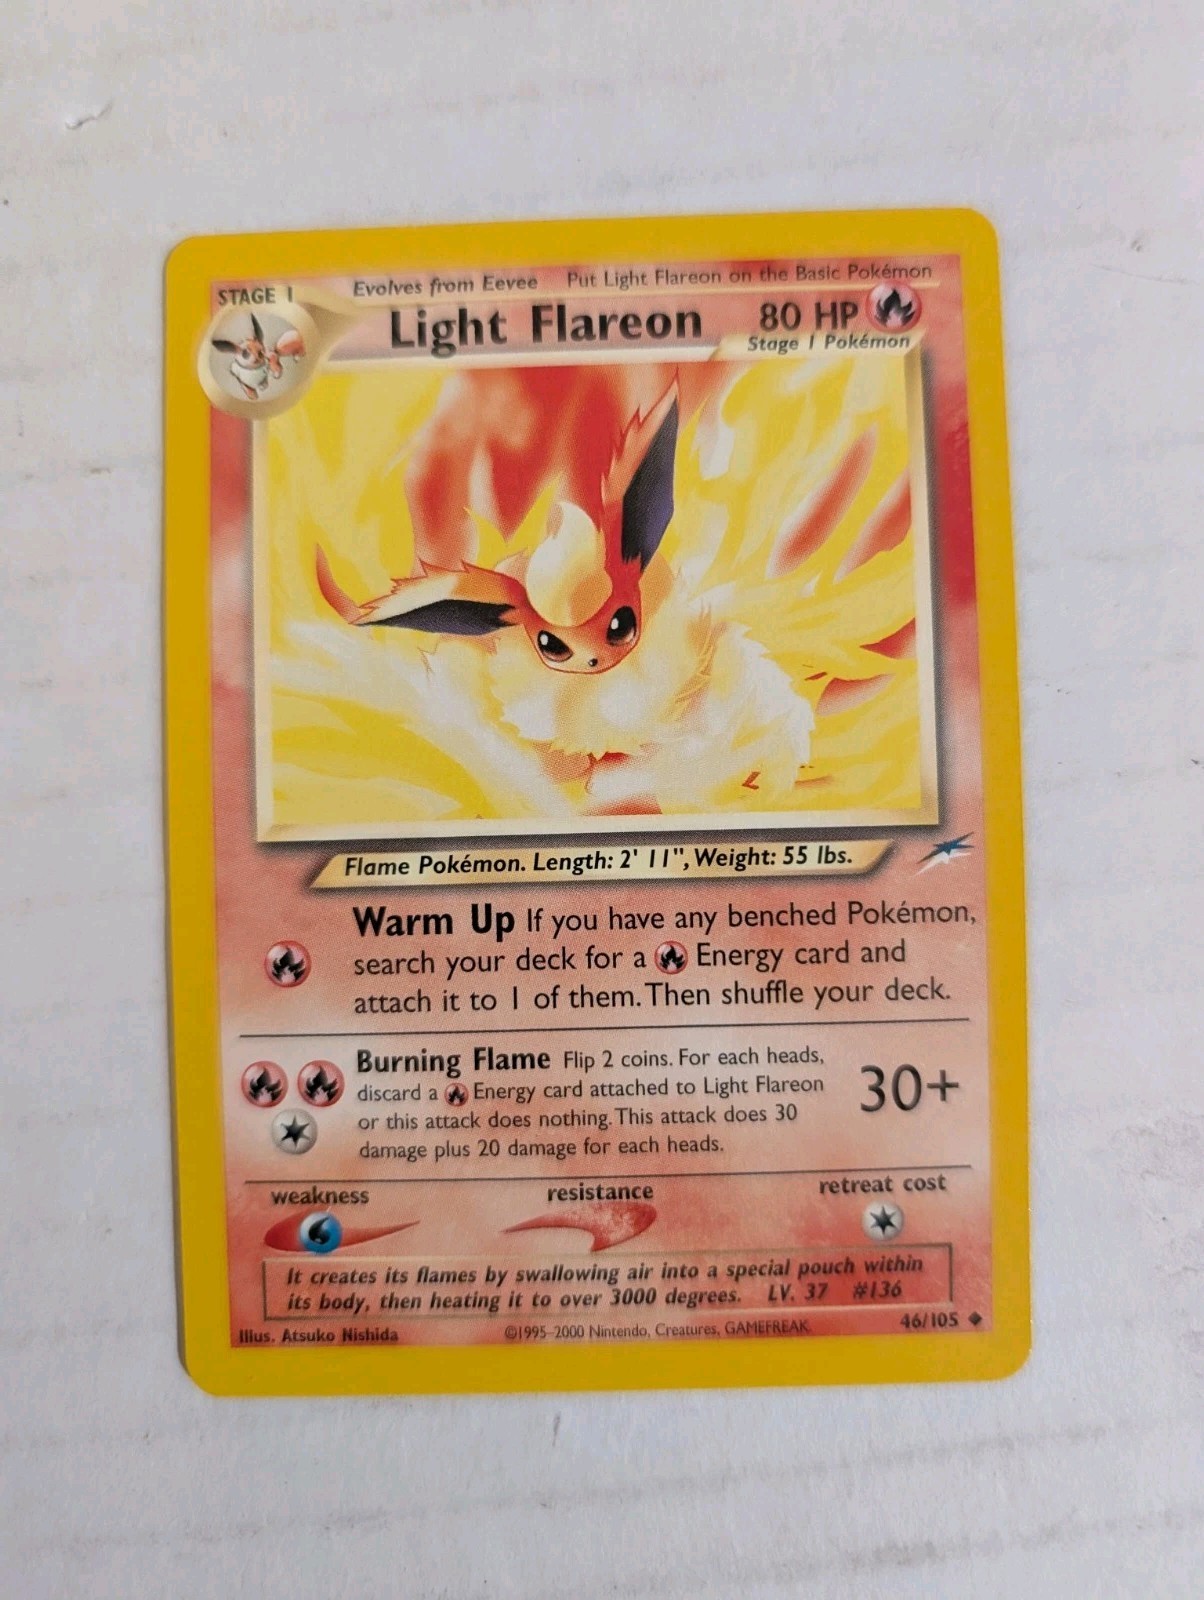 STAGE 1 Evolves from Eevee Put Light Flareon on the Basic Pokémon
Light Flareon 80 HP
Stage 1 Pokémon
Flame Pokémon. Length: 2' 11", Weight: 55 lbs.
Warm Up If you have any benched Pokémon,
search your deck for a Energy card and
attach it to 1 of them. Then shuffle your deck.
Burning Flame Flip 2 coins. For each heads,
discard a Energy card attached to Light Flareon
or this attack does nothing. This attack does 30
damage plus 20 damage for each heads.
30+
weakness resistance retreat cost
It creates its flames by swallowing air into a special pouch within
its body, then heating it to over 3000 degrees. LV. 37 #136
Illus. Atsuko Nishida ©1995-2000 Nintendo, Creatures, GAMEFREAK. 46/105